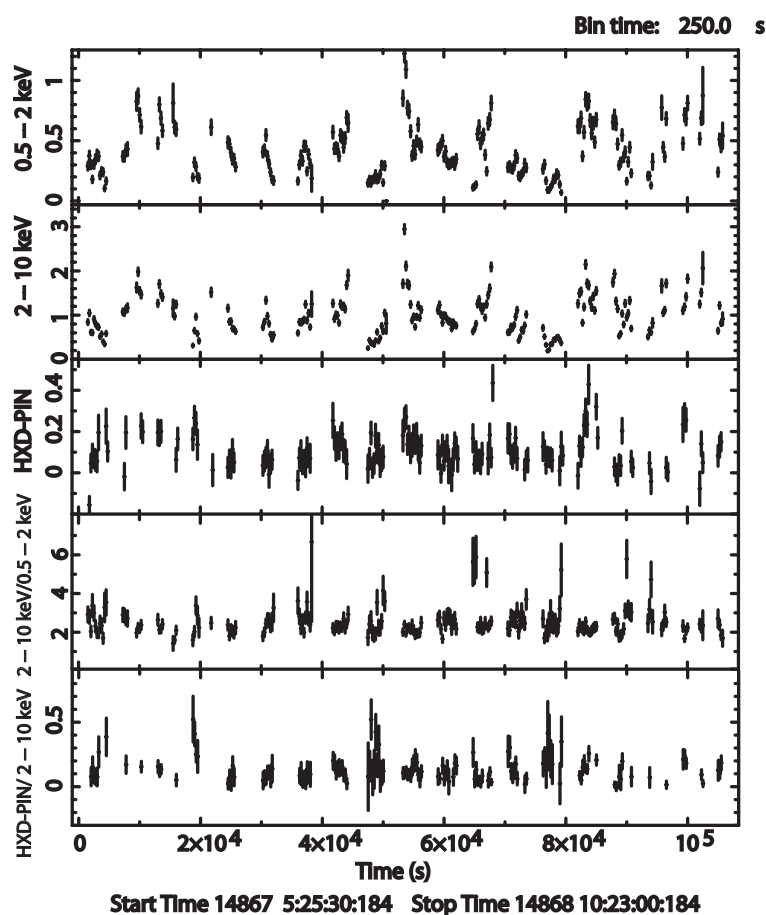 Bin time: 250.0 s
0.5 – 2 keV
1
0.5
0
2 – 10 keV
3
2
1
0
HXD-PIN
0.4
0.2
0
2 – 10 keV/0.5 – 2 keV
6
4
2
HXD-PIN/ 2 – 10 keV
0.5
0
0 2×10⁴ 4×10⁴ 6×10⁴ 8×10⁴ 10⁵
Time (s)
Start Time 14867 5:25:30:184 Stop Time 14868 10:23:00:184